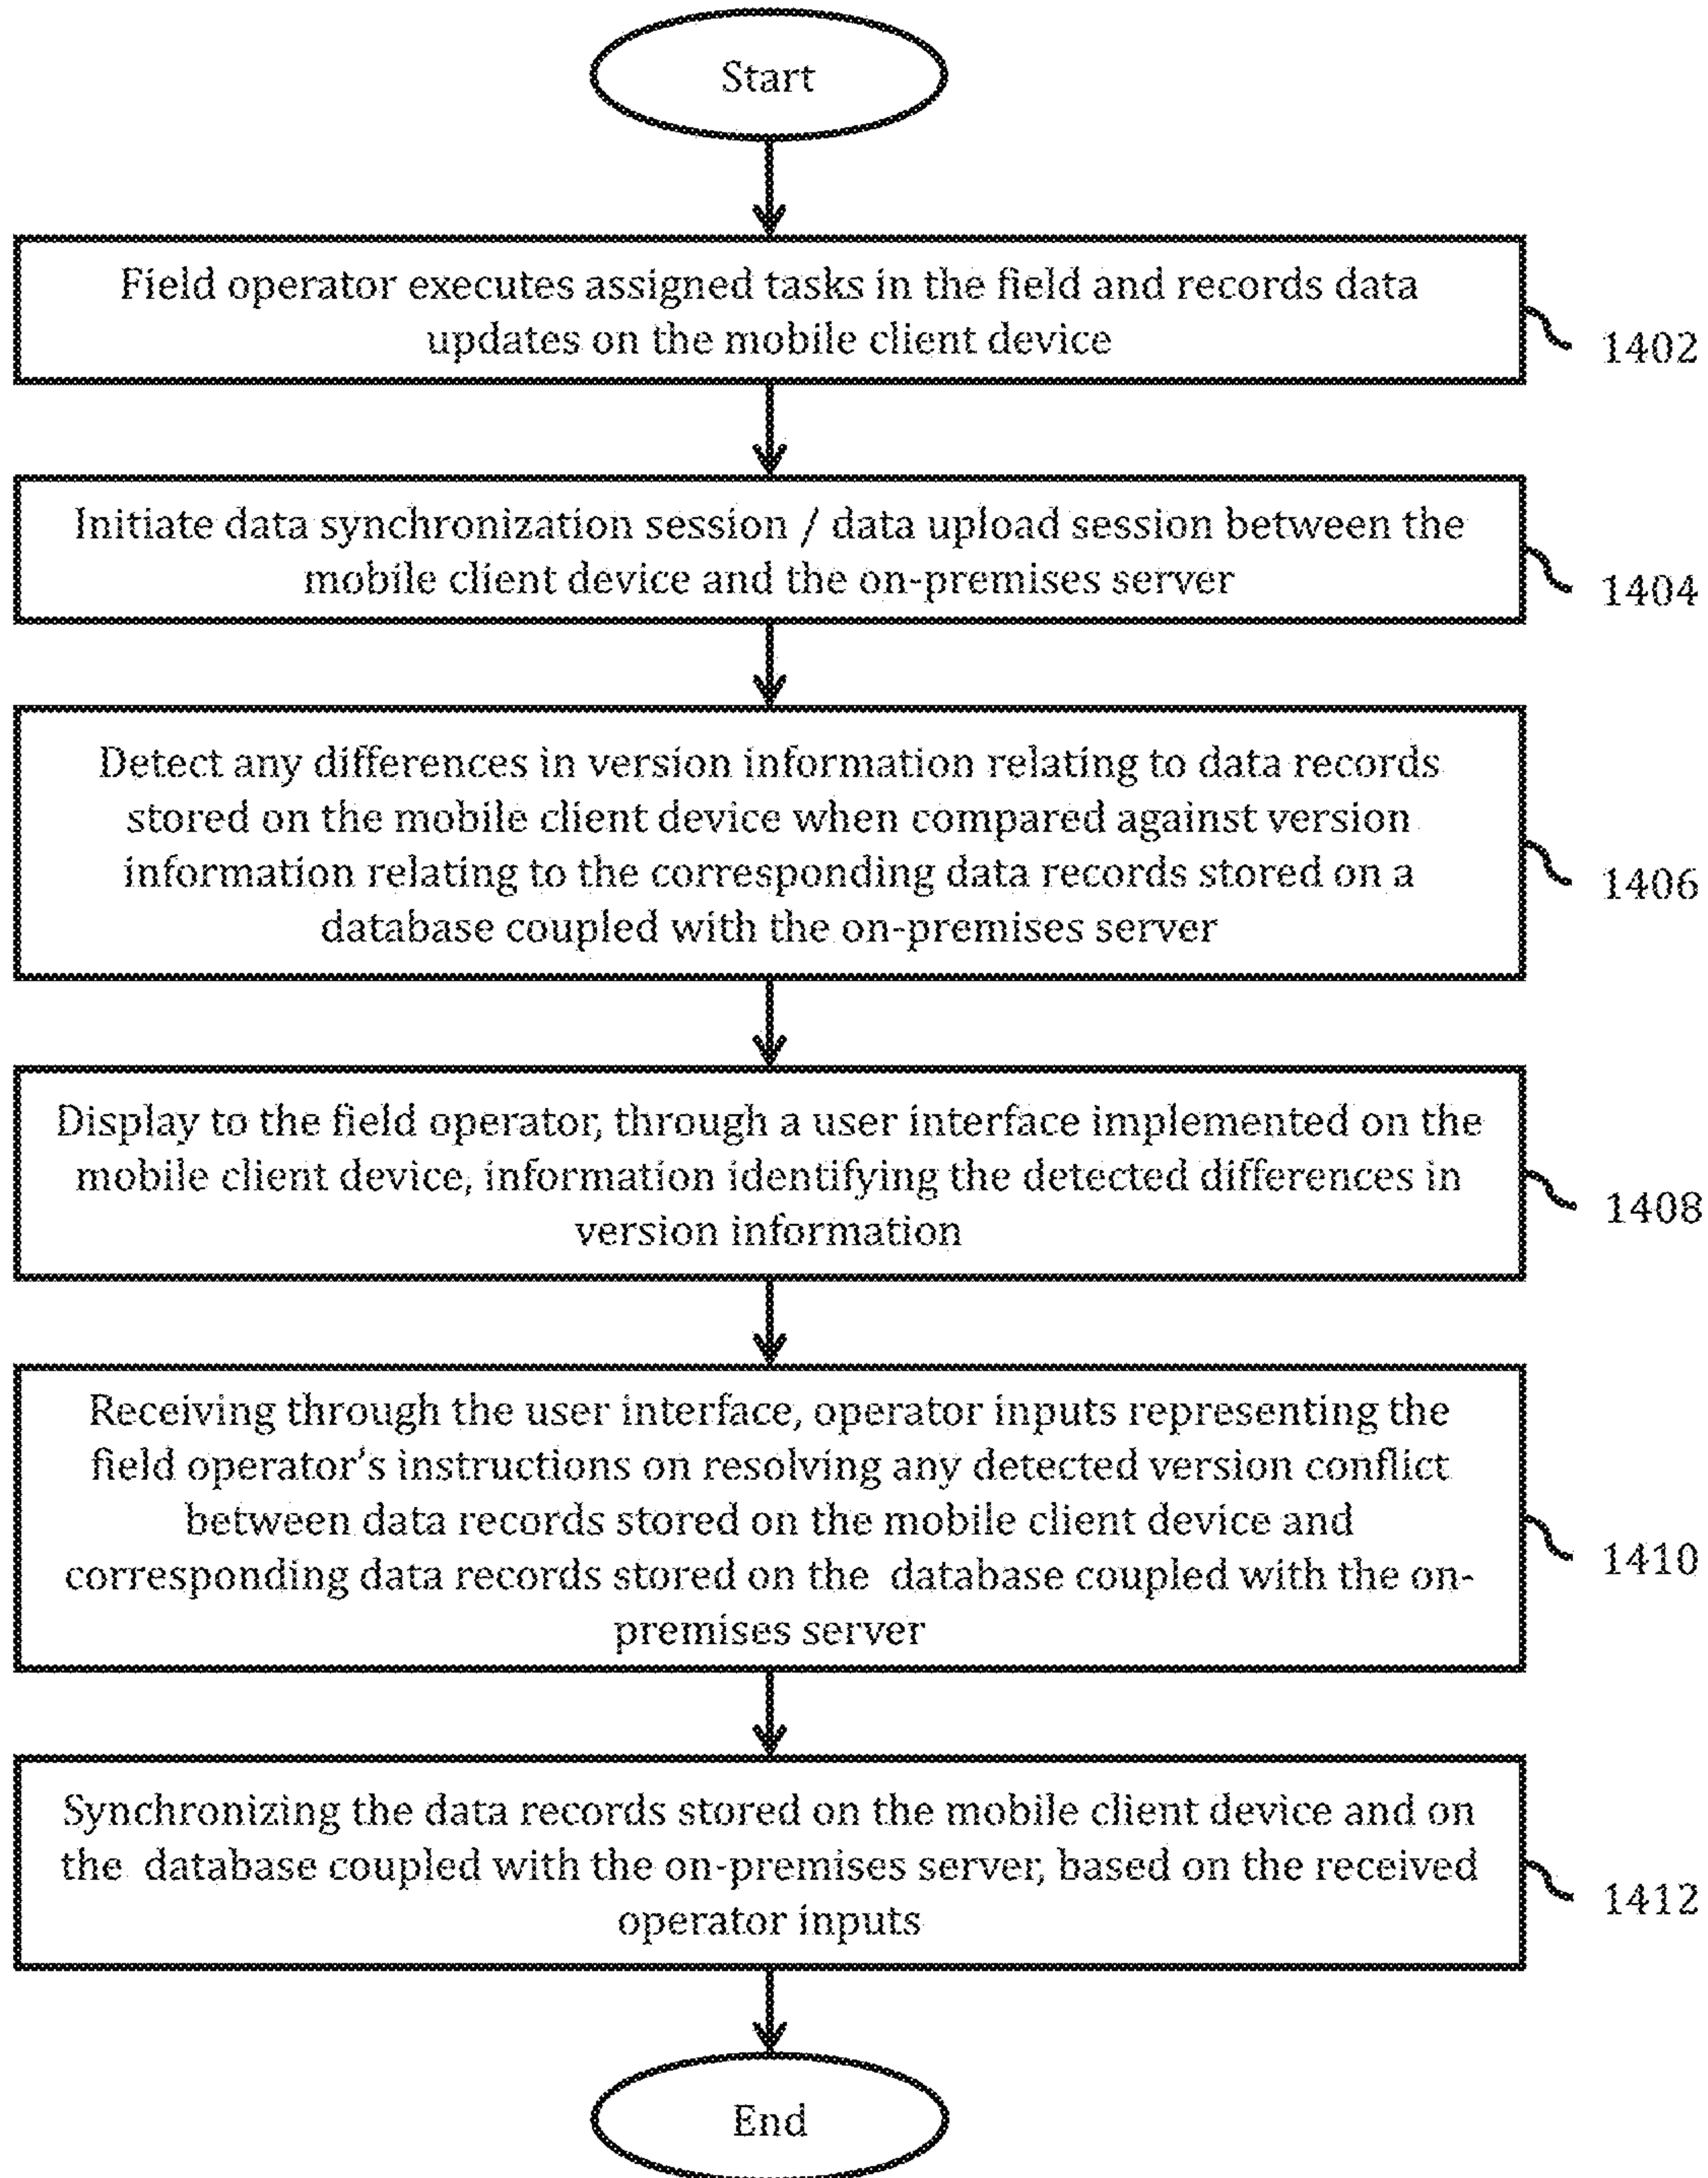 Start
Field operator executes assigned tasks in the field and records data
updates on the mobile client device
1402
Initiate data synchronization session / data upload session between the
mobile client device and the on-premises server
1404
Detect any differences in version information relating to data records
stored on the mobile client device when compared against version
information relating to the corresponding data records stored on a
database coupled with the on-premises server
1406
Display to the field operator, through a user interface implemented on the
mobile client device, information identifying the detected differences in
version information
1408
Receiving through the user interface, operator inputs representing the
field operator's instructions on resolving any detected version conflict
between data records stored on the mobile client device and
corresponding data records stored on the database coupled with the on-
premises server
1410
Synchronizing the data records stored on the mobile client device and on
the database coupled with the on-premises server, based on the received
operator inputs
1412
End